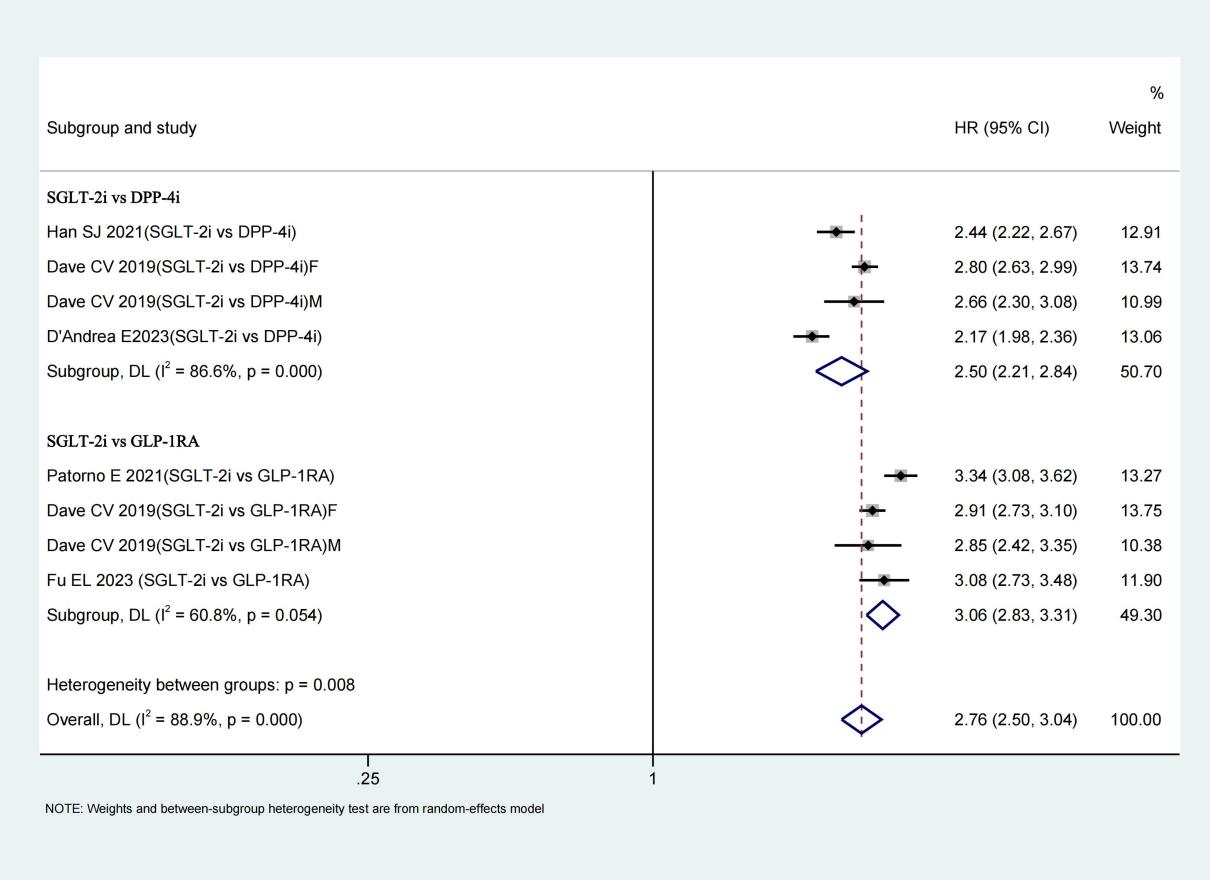 %
Subgroup and study HR (95% CI) Weight
SGLT-2i vs DPP-4i
Han SJ 2021(SGLT-2i vs DPP-4i) 2.44 (2.22, 2.67) 12.91
Dave CV 2019(SGLT-2i vs DPP-4i)F 2.80 (2.63, 2.99) 13.74
Dave CV 2019(SGLT-2i vs DPP-4i)M 2.66 (2.30, 3.08) 10.99
D'Andrea E2023(SGLT-2i vs DPP-4i) 2.17 (1.98, 2.36) 13.06
Subgroup, DL (I² = 86.6%, p = 0.000) 2.50 (2.21, 2.84) 50.70
SGLT-2i vs GLP-1RA
Patorno E 2021(SGLT-2i vs GLP-1RA) 3.34 (3.08, 3.62) 13.27
Dave CV 2019(SGLT-2i vs GLP-1RA)F 2.91 (2.73, 3.10) 13.75
Dave CV 2019(SGLT-2i vs GLP-1RA)M 2.85 (2.42, 3.35) 10.38
Fu EL 2023 (SGLT-2i vs GLP-1RA) 3.08 (2.73, 3.48) 11.90
Subgroup, DL (I² = 60.8%, p = 0.054) 3.06 (2.83, 3.31) 49.30
Heterogeneity between groups: p = 0.008
Overall, DL (I² = 88.9%, p = 0.000) 2.76 (2.50, 3.04) 100.00
.25 1
NOTE: Weights and between-subgroup heterogeneity test are from random-effects model